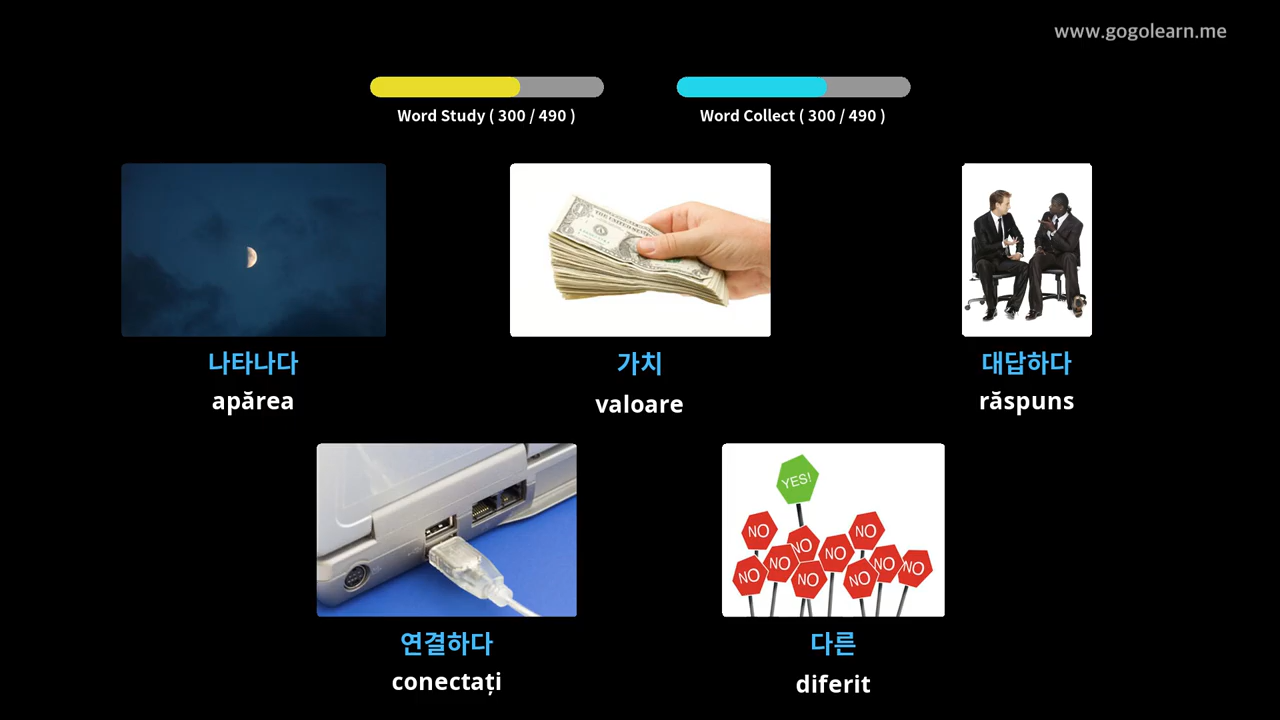 www.gogolearn.me
Word Study ( 300 / 490 )
Word Collect ( 300 / 490 )
나타나다
apărea
가치
valoare
대답하다
răspuns
연결하다
conectați
YES!
NO
NO
NO
NO
NO
NO
NO
NO
NO
NO
다른
diferit